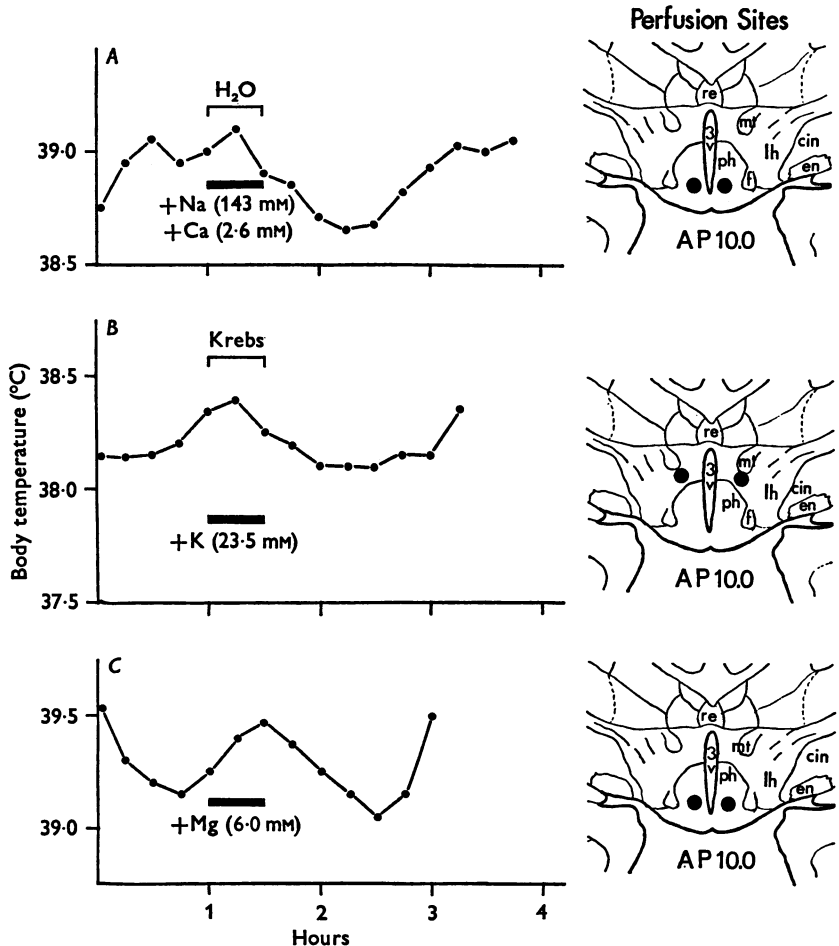 Perfusion Sites
A
H₂O
39·0
+Na (143 mM)
+Ca (2·6 mM)
38·5
re
mt
3
v
ph
lh
cin
en
f
AP 10.0
B
Krebs
38·5
38·0
+K (23·5 mM)
37·5
re
mt
3
v
ph
lh
cin
en
f
AP 10.0
Body temperature (°C)
C
39·5
39·0
+Mg (6·0 mM)
1
2
3
4
Hours
re
mt
3
v
ph
lh
cin
en
AP 10.0